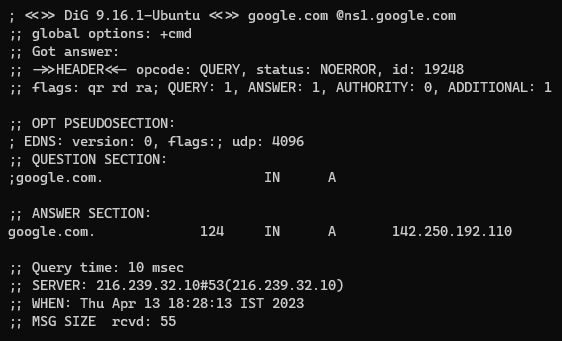 ; <<>> DiG 9.16.1-Ubuntu <<>> google.com @ns1.google.com
;; global options: +cmd
;; Got answer:
;; ->>HEADER<<- opcode: QUERY, status: NOERROR, id: 19248
;; flags: qr rd ra; QUERY: 1, ANSWER: 1, AUTHORITY: 0, ADDITIONAL: 1
;; OPT PSEUDOSECTION:
; EDNS: version: 0, flags:; udp: 4096
;; QUESTION SECTION:
;google.com. IN A
;; ANSWER SECTION:
google.com. 124 IN A 142.250.192.110
;; Query time: 10 msec
;; SERVER: 216.239.32.10#53(216.239.32.10)
;; WHEN: Thu Apr 13 18:28:13 IST 2023
;; MSG SIZE rcvd: 55